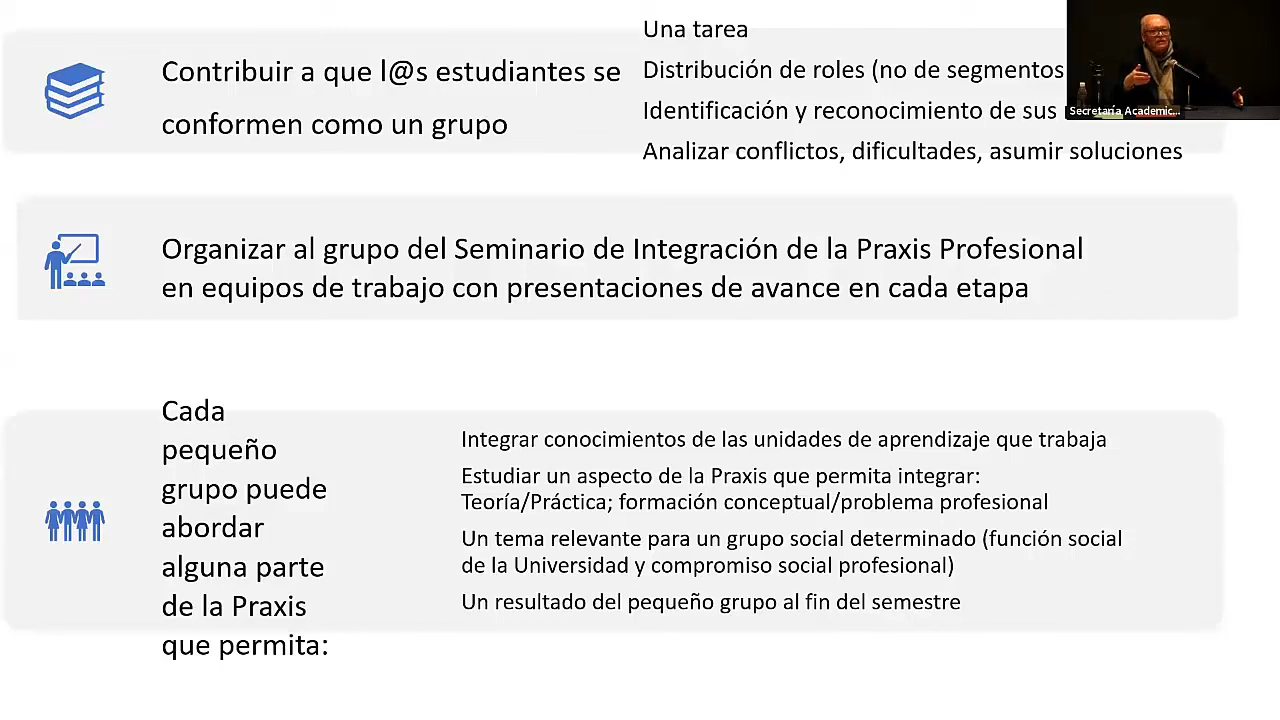 Contribuir a que l@s estudiantes se
conformen como un grupo
Una tarea
Distribución de roles (no de segmentos
Identificación y reconocimiento de sus
Analizar conflictos, dificultades, asumir soluciones
Secretaría Academic...
Organizar al grupo del Seminario de Integración de la Praxis Profesional
en equipos de trabajo con presentaciones de avance en cada etapa
Cada
pequeño
grupo puede
abordar
alguna parte
de la Praxis
que permita:
Integrar conocimientos de las unidades de aprendizaje que trabaja
Estudiar un aspecto de la Praxis que permita integrar:
Teoría/Práctica; formación conceptual/problema profesional
Un tema relevante para un grupo social determinado (función social
de la Universidad y compromiso social profesional)
Un resultado del pequeño grupo al fin del semestre